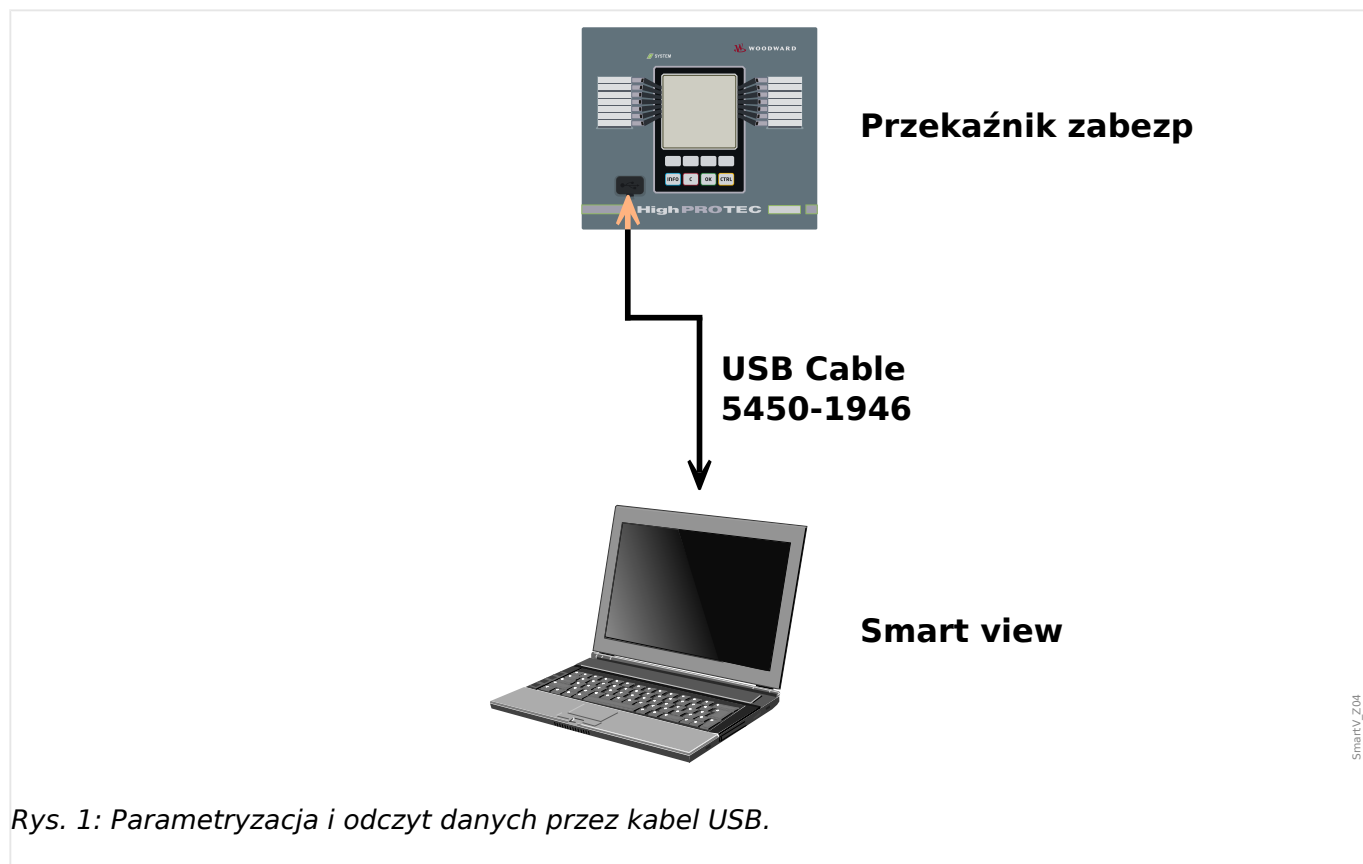 WOODWARD
SYSTEM
Przekaźnik zabezp
INFO C OK CTRL
HighPROTEC
USB Cable
5450-1946
Smart view
SmartV_Z04
Rys. 1: Parametryzacja i odczyt danych przez kabel USB.